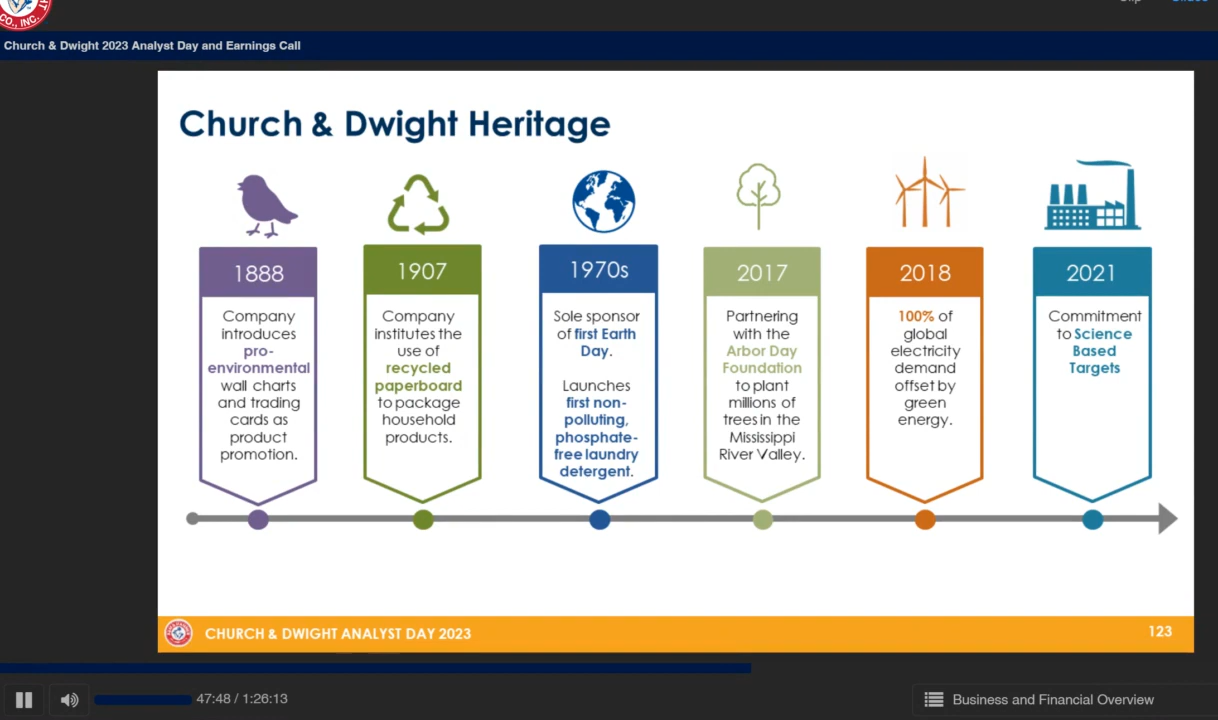 CO., INC.
Church & Dwight 2023 Analyst Day and Earnings Call
Church & Dwight Heritage
1888
Company
introduces
pro-
environmental
wall charts
and trading
cards as
product
promotion.
1907
Company
institutes the
use of
recycled
paperboard
to package
household
products.
1970s
Sole sponsor
of first Earth
Day.
Launches
first non-
polluting,
phosphate-
free laundry
detergent.
2017
Partnering
with the
Arbor Day
Foundation
to plant
millions of
trees in the
Mississippi
River Valley.
2018
100% of
global
electricity
demand
offset by
green
energy.
2021
Commitment
to Science
Based
Targets
CHURCH & DWIGHT ANALYST DAY 2023
123
47:48 / 1:26:13
Business and Financial Overview